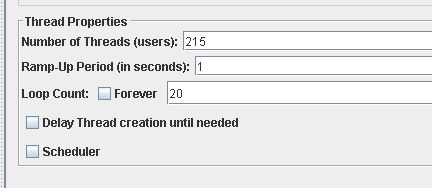 Thread Properties
Number of Threads (users): 215
Ramp-Up Period (in seconds): 1
Loop Count: Forever 20
Delay Thread creation until needed
Scheduler